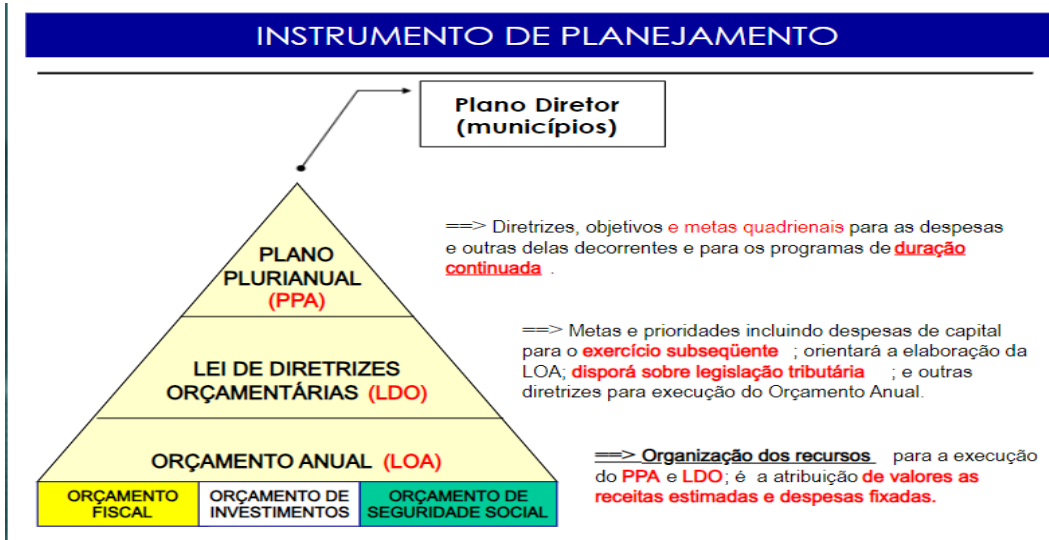 INSTRUMENTO DE PLANEJAMENTO
Plano Diretor
(municípios)
PLANO
PLURIANUAL
(PPA)
==> Diretrizes, objetivos e metas quadrienais para as despesas
e outras delas decorrentes e para os programas de duração
continuada .
LEI DE DIRETRIZES
ORÇAMENTÁRIAS (LDO)
==> Metas e prioridades incluindo despesas de capital
para o exercício subseqüente ; orientará a elaboração da
LOA; disporá sobre legislação tributária ; e outras
diretrizes para execução do Orçamento Anual.
ORÇAMENTO ANUAL (LOA)
==> Organização dos recursos para a execução
do PPA e LDO; é a atribuição de valores as
receitas estimadas e despesas fixadas.
ORÇAMENTO
FISCAL
ORÇAMENTO DE
INVESTIMENTOS
ORÇAMENTO DE
SEGURIDADE SOCIAL